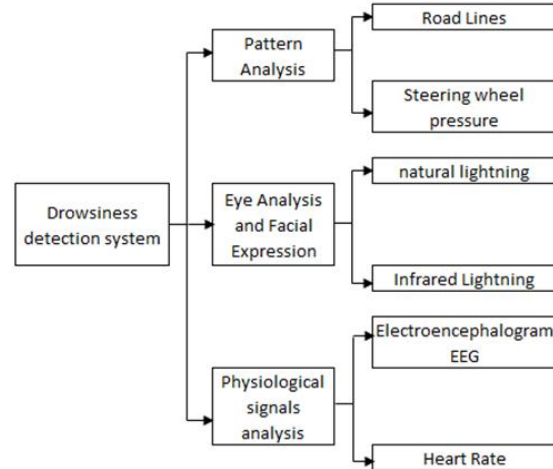 Drowsiness
detection system
Pattern
Analysis
Road Lines
Steering wheel
pressure
Eye Analysis
and Facial
Expression
natural lightning
Infrared Lightning
Physiological
signals
analysis
Electroencephalogram
EEG
Heart Rate